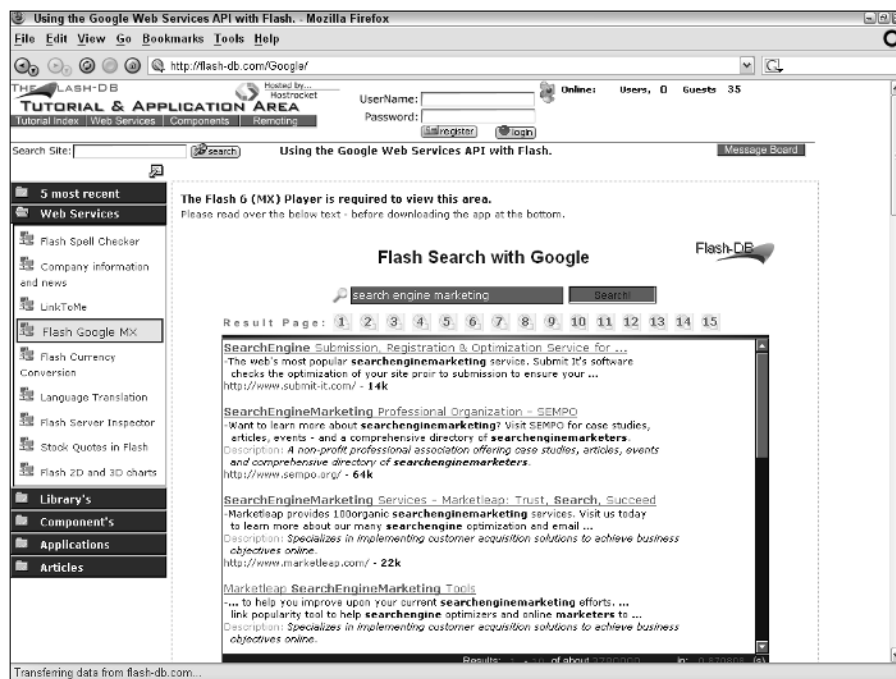 Using the Google Web Services API with Flash. - Mozilla Firefox
File Edit View Go Bookmarks Tools Help
http://flash-db.com/Google/
THE FLASH-DB
Hosted by...
Hostrocket
TUTORIAL & APPLICATION AREA
Tutorial Index Web Services Components Remoting
UserName:
Password:
register login
Online: Users, 0 Guests 35
Search Site: search
Using the Google Web Services API with Flash.
Message Board
5 most recent
Web Services
Flash Spell Checker
Company information
and news
LinkToMe
Flash Google MX
Flash Currency
Conversion
Language Translation
Flash Server Inspector
Stock Quotes in Flash
Flash 2D and 3D charts
Library's
Component's
Applications
Articles
The Flash 6 (MX) Player is required to view this area.
Please read over the below text - before downloading the app at the bottom.
Flash Search with Google
Flash-DB
search engine marketing Search!
Result Page: 1 2 3 4 5 6 7 8 9 10 11 12 13 14 15
SearchEngine Submission, Registration & Optimization Service for ...
-The web's most popular searchenginemarketing service. Submit It's software
checks the optimization of your site proir to submission to ensure your ...
http://www.submit-it.com/ - 14k
SearchEngineMarketing Professional Organization - SEMPO
-Want to learn more about searchenginemarketing? Visit SEMPO for case studies,
articles, events - and a comprehensive directory of searchenginemarketers.
Description: A non-profit professional association offering case studies, articles, events
and comprehensive directory of searchenginemarketers.
http://www.sempo.org/ - 64k
SearchEngineMarketing Services - Marketleap: Trust, Search, Succeed
-Marketleap provides 100organic searchenginemarketing services. Visit us today
to learn more about our many searchengine optimization and email ...
Description: Specializes in implementing customer acquisition solutions to achieve business
objectives online.
http://www.marketleap.com/ - 22k
Marketleap SearchEngineMarketing Tools
-... to help you improve upon your current searchenginemarketing efforts. ...
link popularity tool to help searchengine optimizers and online marketers to ...
Description: Specializes in implementing customer acquisition solutions to achieve business
objectives online.
Results: 1 - 10 of about In: (s)
Transferring data from flash-db.com...